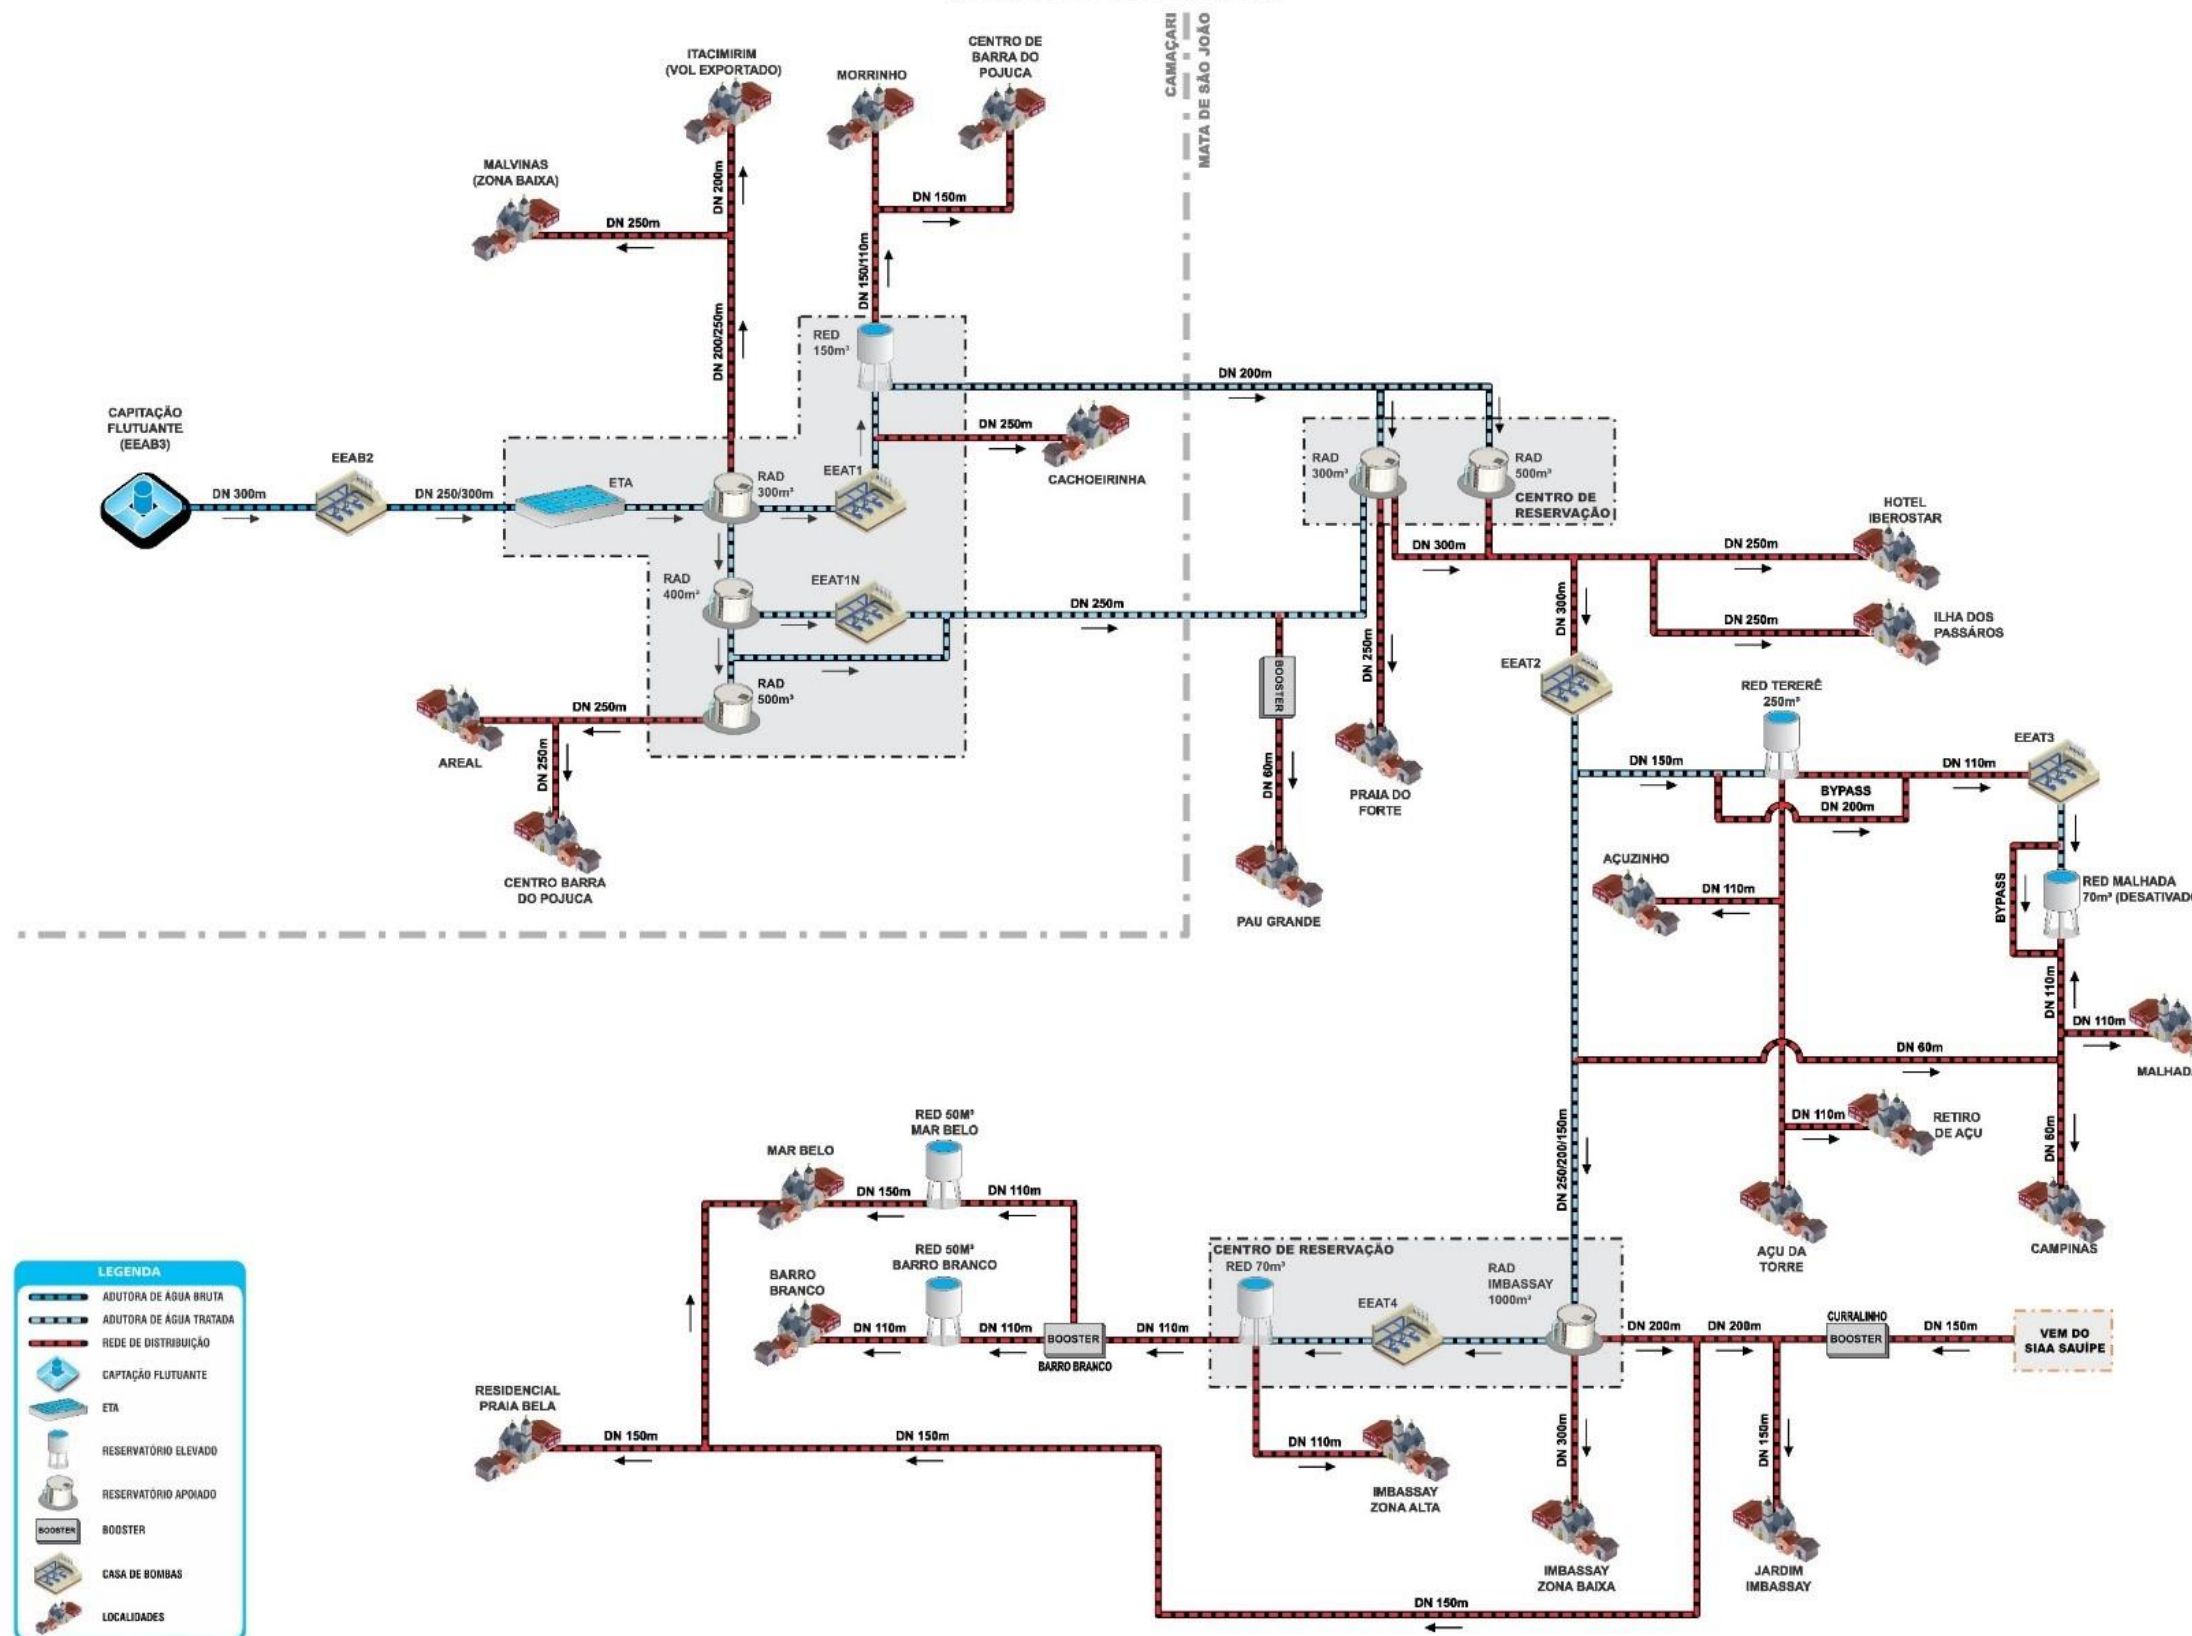 CAMAÇARI
MATA DE SÃO JOÃO
ITACIMIRIM
(VOL EXPORTADO)
MORRINHO
CENTRO DE
BARRA DO
POJUCA
MALVINAS
(ZONA BAIXA)
DN 200m
DN 250m
DN 150m
DN 150/110m
DN 200/250m
RED
150m³
DN 200m
CAPITAÇÃO
FLUTUANTE
(EEAB3)
DN 300m
EEAB2
DN 250/300m
ETA
RAD
300m³
EEAT1
DN 250m
CACHOEIRINHA
RAD
300m³
RAD
500m³
CENTRO DE
RESERVAÇÃO
HOTEL
IBEROSTAR
DN 300m
DN 250m
RAD
400m³
EEAT1N
DN 250m
DN 300m
DN 250m
ILHA DOS
PASSÁROS
EEAT2
BOOSTER
DN 250m
RAD
500m³
DN 250m
AREAL
DN 250m
CENTRO BARRA
DO POJUCA
DN 60m
PAU GRANDE
PRAIA DO
FORTE
RED TERERÊ
250m³
DN 150m
BYPASS
DN 200m
DN 110m
EEAT3
AÇUZINHO
DN 110m
BYPASS
RED MALHADA
70m³ (DESATIVADO
DN 110m
DN 110m
MALHADA
DN 60m
DN 110m
RETIRO
DE AÇU
DN 60m
AÇU DA
TORRE
CAMPINAS
DN 250/200/150m
RED 50M³
MAR BELO
MAR BELO
DN 150m
DN 110m
RED 50M³
BARRO BRANCO
BARRO
BRANCO
DN 110m
DN 110m
BOOSTER
BARRO BRANCO
DN 110m
CENTRO DE RESERVAÇÃO
RED 70m³
EEAT4
RAD
IMBASSAY
1000m³
DN 200m
DN 200m
CURRALINHO
BOOSTER
DN 150m
VEM DO
SIAA SAUÍPE
RESIDENCIAL
PRAIA BELA
DN 150m
DN 150m
DN 110m
IMBASSAY
ZONA ALTA
DN 300m
IMBASSAY
ZONA BAIXA
DN 150m
JARDIM
IMBASSAY
DN 150m
LEGENDA
ADUTORA DE ÁGUA BRUTA
ADUTORA DE ÁGUA TRATADA
REDE DE DISTRIBUIÇÃO
CAPTAÇÃO FLUTUANTE
ETA
RESERVATÓRIO ELEVADO
RESERVATÓRIO APOIADO
BOOSTER
BOOSTER
CASA DE BOMBAS
LOCALIDADES